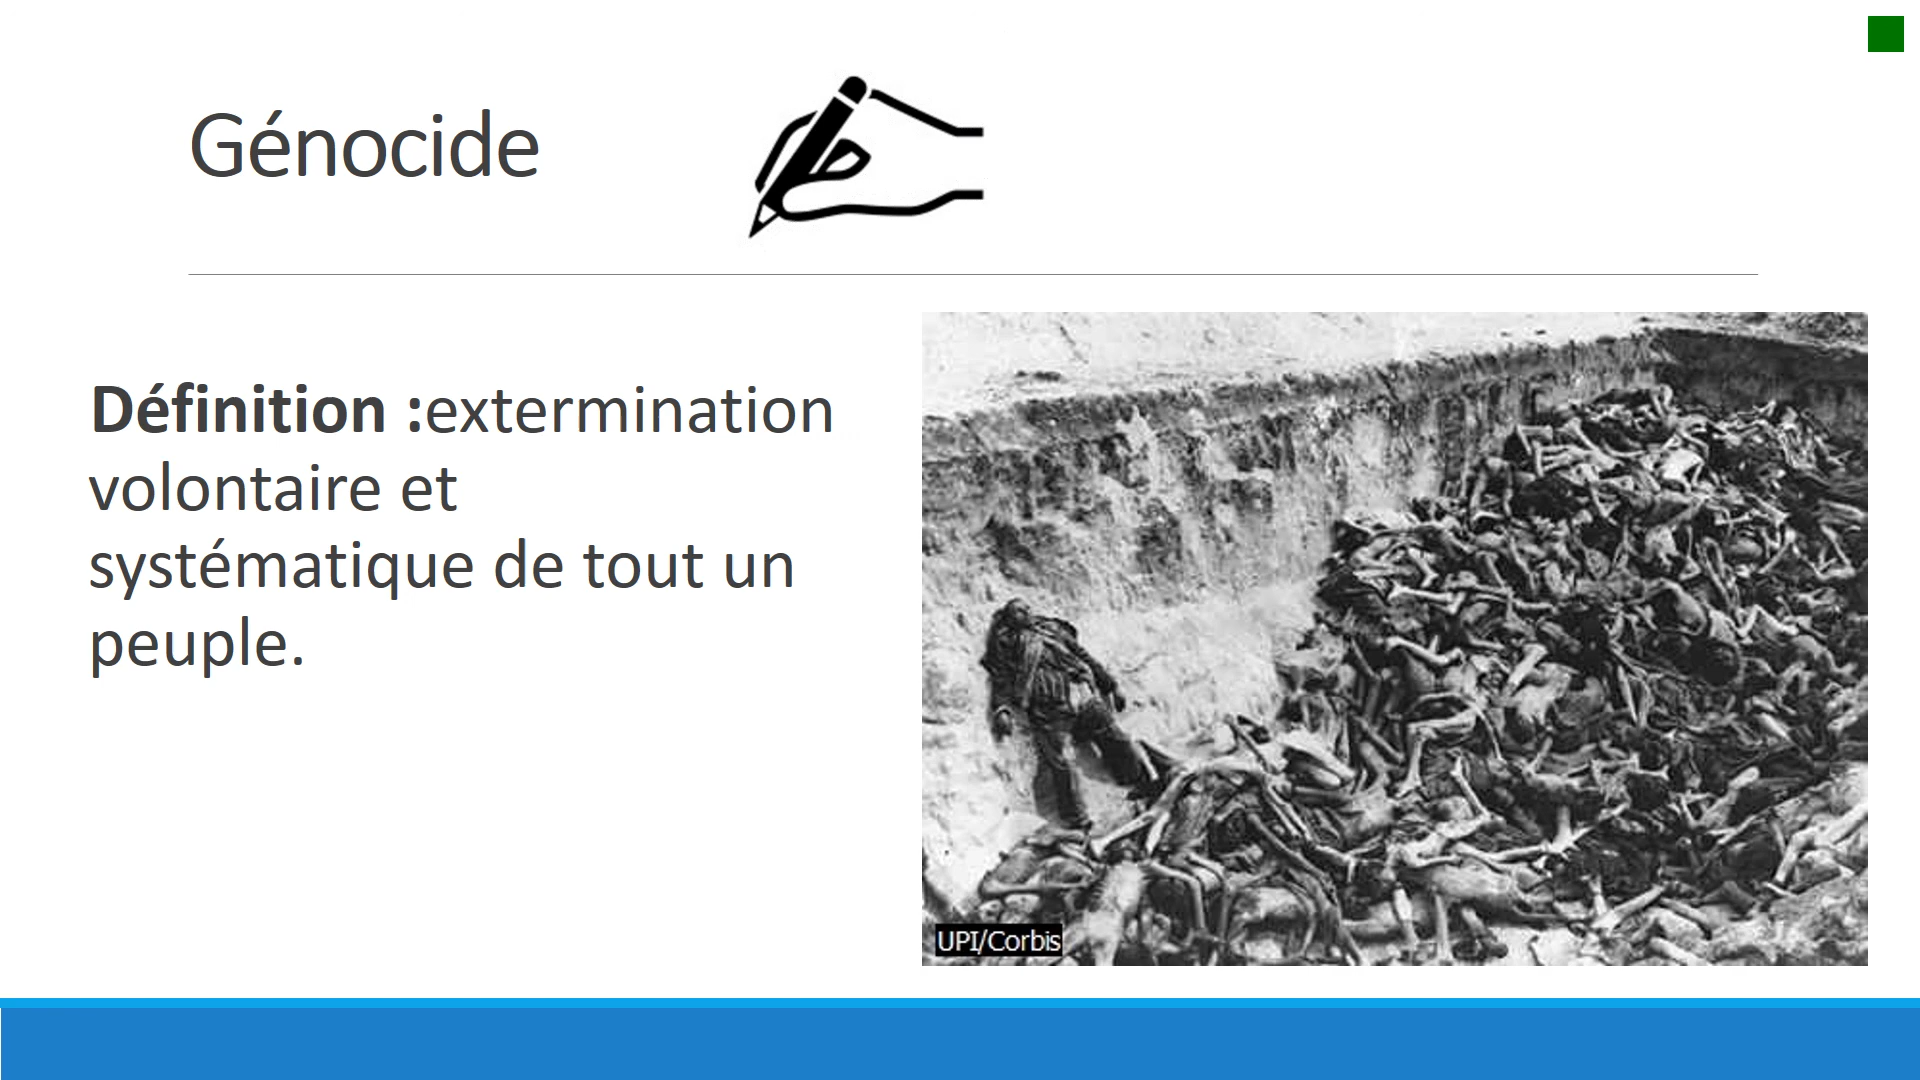 Génocide
Définition :extermination
volontaire et
systématique de tout un
peuple.
UPI/Corbis